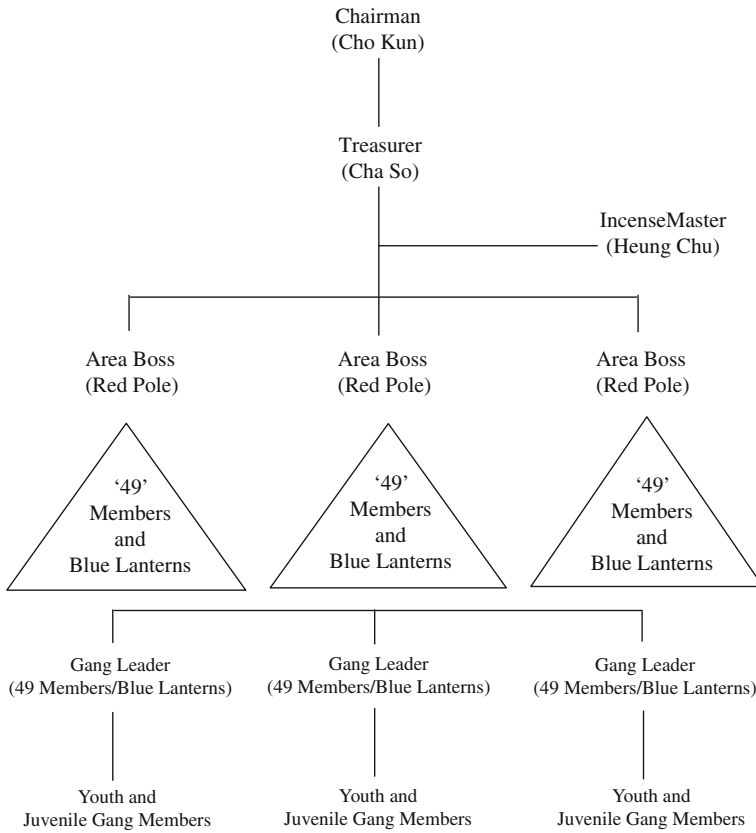 Chairman
(Cho Kun)
Treasurer
(Cha So)
IncenseMaster
(Heung Chu)
Area Boss
(Red Pole)
Area Boss
(Red Pole)
Area Boss
(Red Pole)
‘49’
Members
and
Blue Lanterns
‘49’
Members
and
Blue Lanterns
‘49’
Members
and
Blue Lanterns
Gang Leader
(49 Members/Blue Lanterns)
Gang Leader
(49 Members/Blue Lanterns)
Gang Leader
(49 Members/Blue Lanterns)
Youth and
Juvenile Gang Members
Youth and
Juvenile Gang Members
Youth and
Juvenile Gang Members